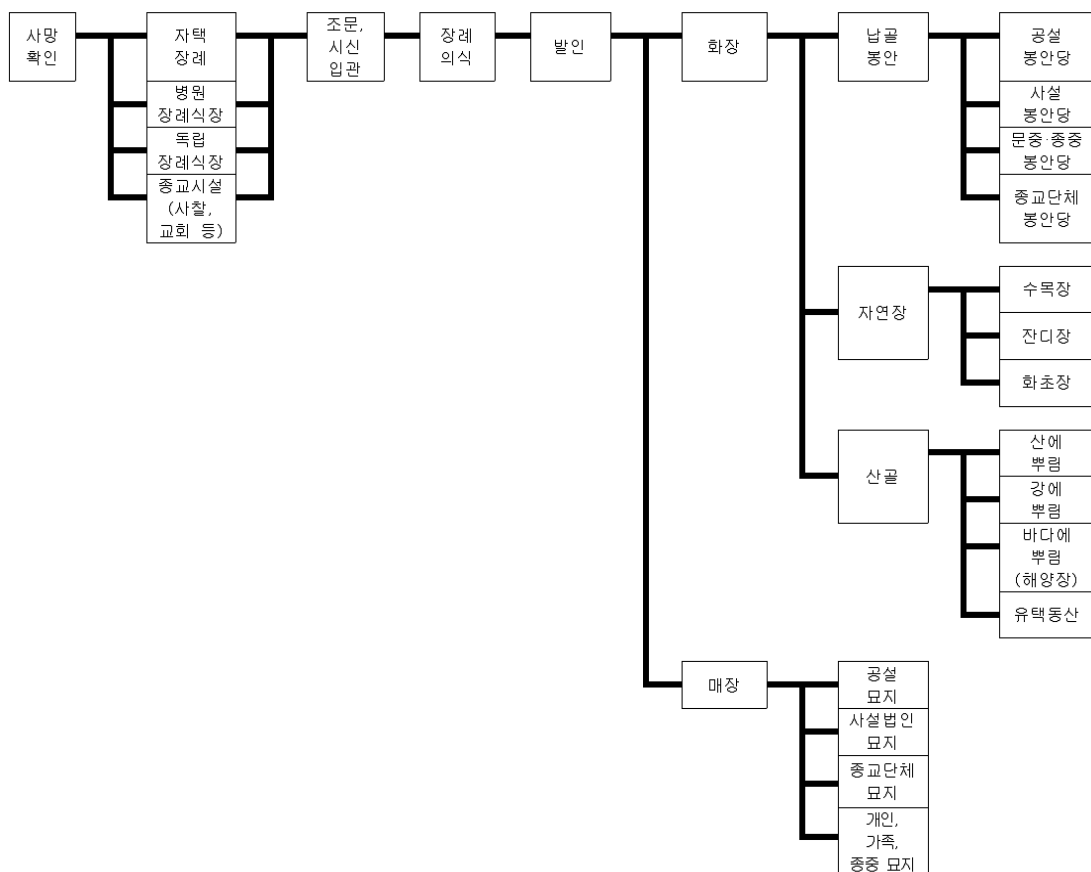 사망
확인
자택
장례
병원
장례식장
독립
장례식장
종교시설
(사찰,
교회 등)
조문,
시신
입관
장례
의식
발인
화장
납골
봉안
공설
봉안당
사설
봉안당
문중·종중
봉안당
종교단체
봉안당
자연장
수목장
잔디장
화초장
산골
산에
뿌림
강에
뿌림
바다에
뿌림
(해양장)
유택동산
매장
공설
묘지
사설법인
묘지
종교단체
묘지
개인,
가족,
종중 묘지